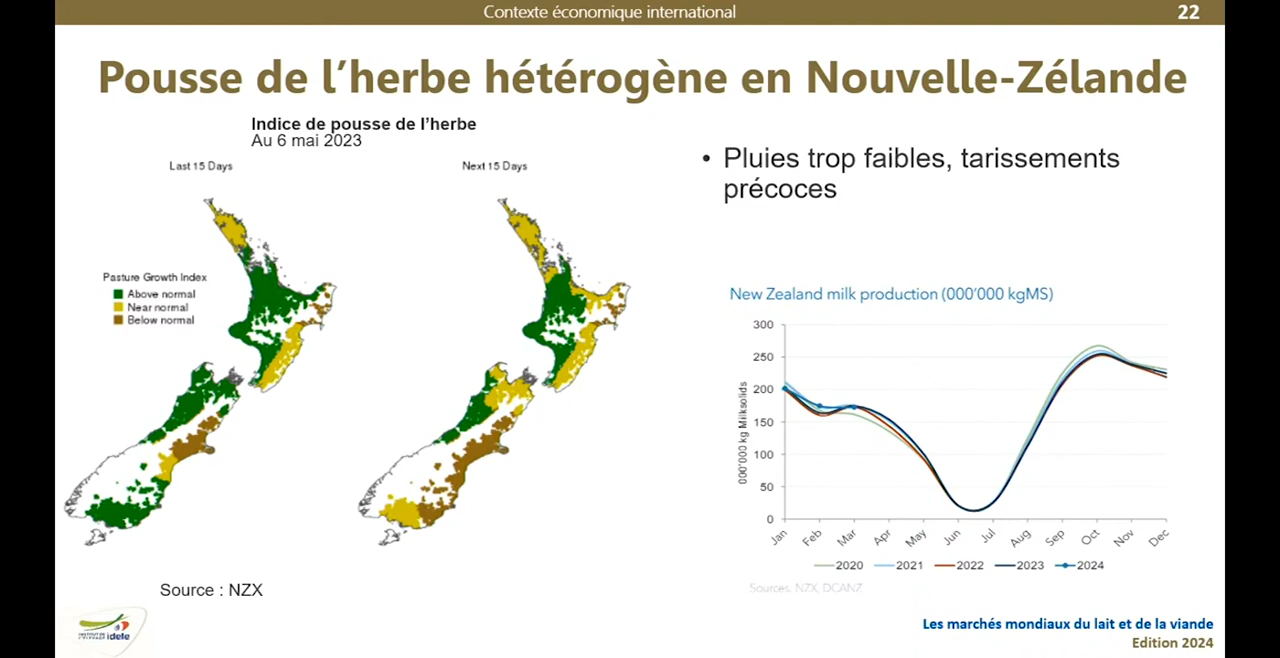 Contexte économique international
22
Pousse de l’herbe hétérogène en Nouvelle-Zélande
Indice de pousse de l’herbe
Au 6 mai 2023
Last 15 Days
Next 15 Days
Pasture Growth Index
Above normal
Near normal
Below normal
Source : NZX
• Pluies trop faibles, tarissements
précoces
New Zealand milk production (000'000 kgMS)
000'000 kg Milksolids
300
250
200
150
100
50
0
Jan Feb Mar Apr May Jun Jul Aug Sep Oct Nov Dec
2020 2021 2022 2023 2024
Sources. NZX, DCANZ
idele
Les marchés mondiaux du lait et de la viande
Edition 2024